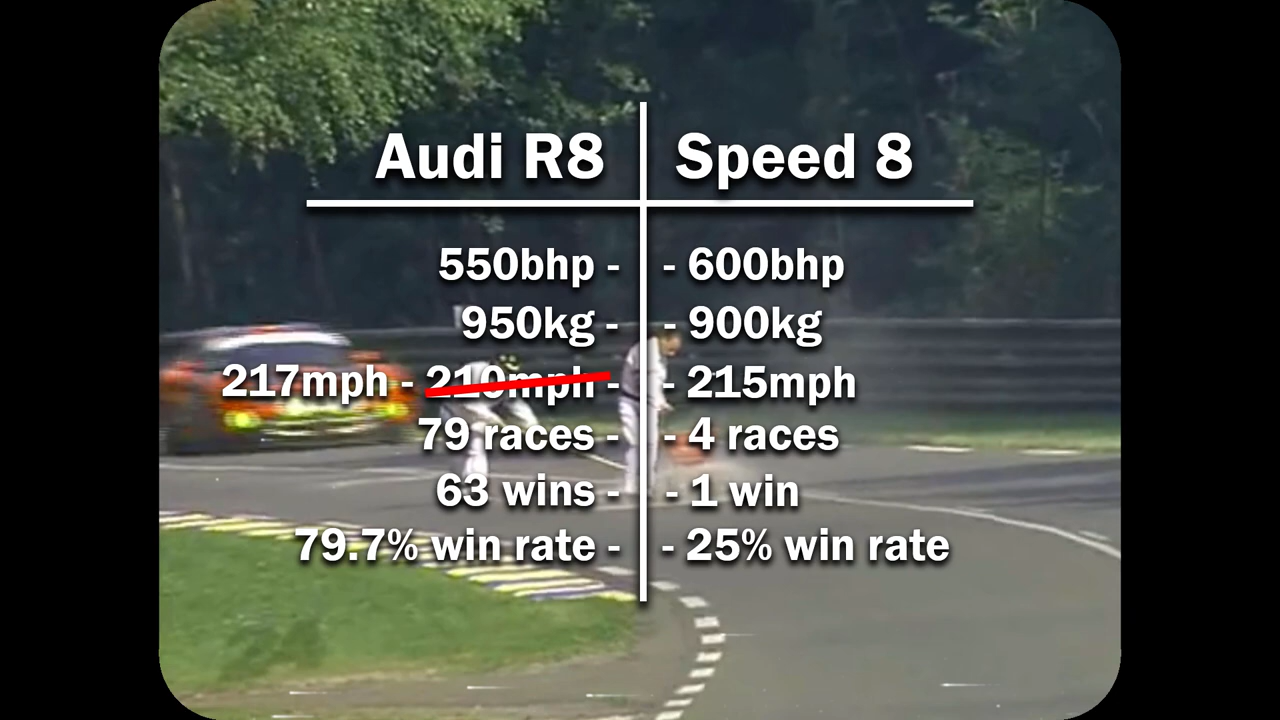 Audi R8 Speed 8
550bhp - - 600bhp
950kg - - 900kg
217mph - 210mph - - 215mph
79 races - - 4 races
63 wins - - 1 win
79.7% win rate - - 25% win rate